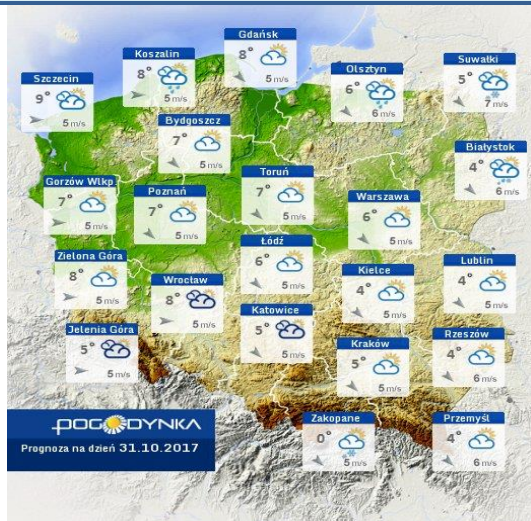 Gdańsk
8°
5 m/s
Koszalin
8°
5 m/s
Suwałki
5°
7 m/s
Olsztyn
6°
6 m/s
Szczecin
9°
5 m/s
Bydgoszcz
7°
5 m/s
Białystok
4°
6 m/s
Toruń
7°
5 m/s
Gorzów Wlkp
7°
5 m/s
Poznań
7°
5 m/s
Warszawa
6°
5 m/s
Łódź
6°
5 m/s
Zielona Góra
8°
5 m/s
Lublin
4°
5 m/s
Kielce
4°
5 m/s
Wrocław
8°
5 m/s
Katowice
5°
5 m/s
Jelenia Góra
5°
5 m/s
Rzeszów
4°
6 m/s
Kraków
5°
5 m/s
Zakopane
0°
5 m/s
Przemyśl
4°
6 m/s
POGODYNKA
Prognoza na dzień 31.10.2017